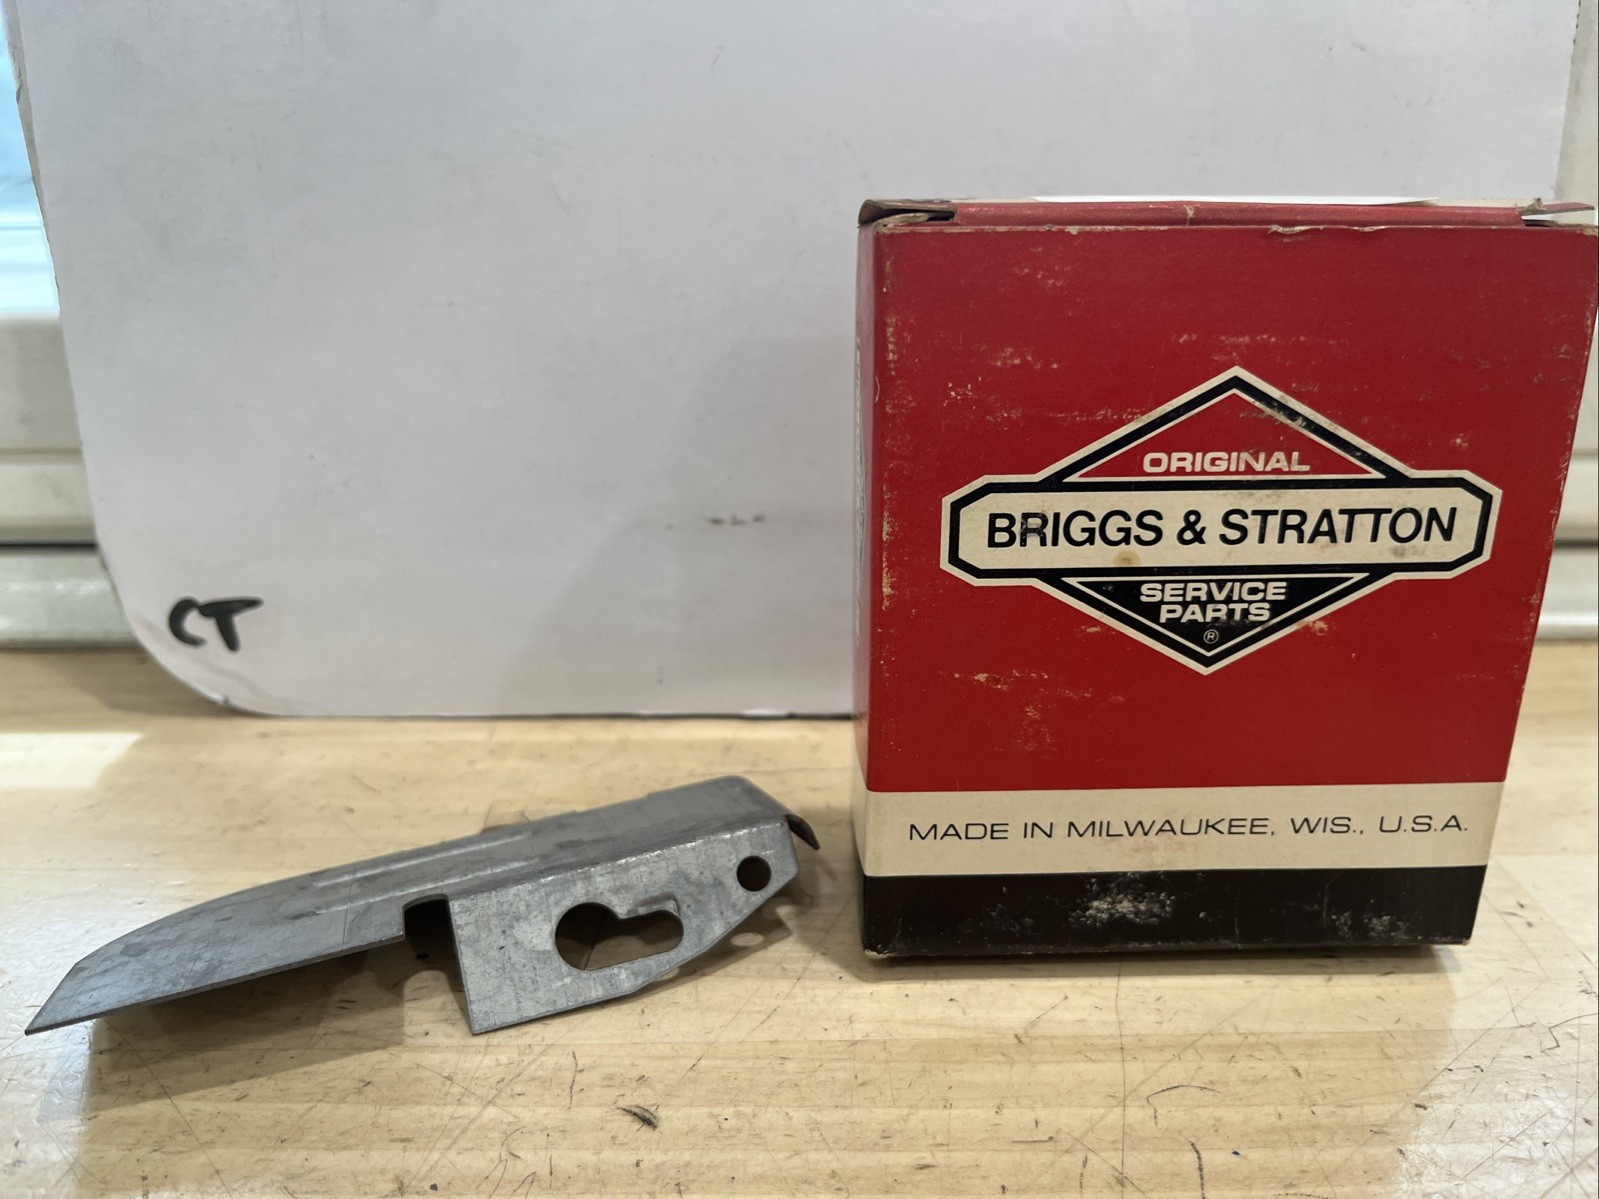 CT
ORIGINAL
BRIGGS & STRATTON
SERVICE
PARTS
®
MADE IN MILWAUKEE, WIS., U.S.A.